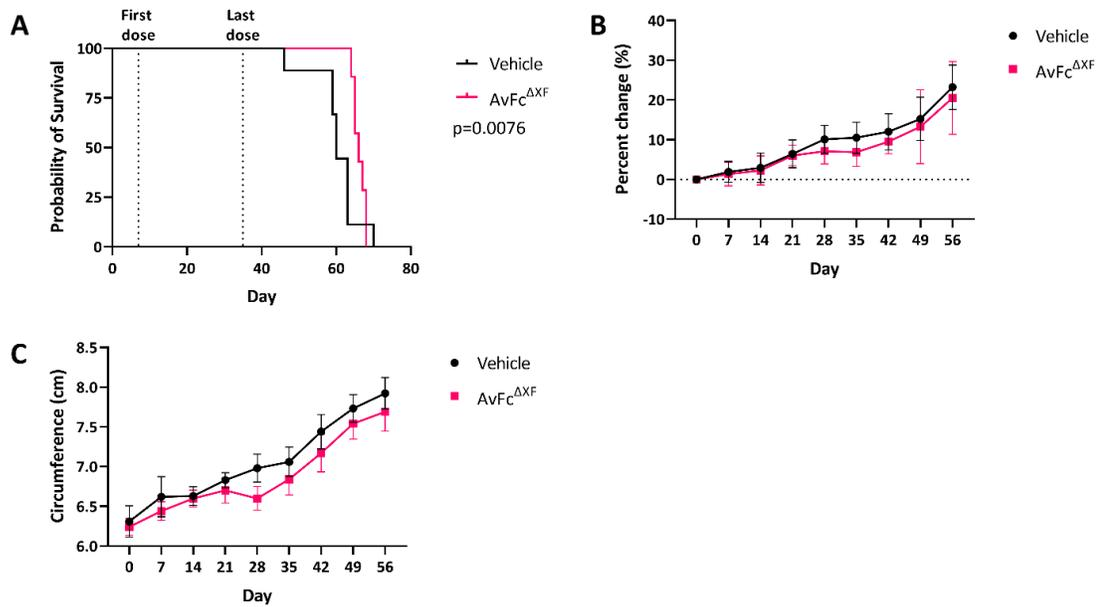 A
First dose
Last dose
Probability of Survival
100
75
50
25
0
0 20 40 60 80
Day
Vehicle
AvFcΔXF
p=0.0076
B
Percent change (%)
40
30
20
10
0
-10
0 7 14 21 28 35 42 49 56
Day
Vehicle
AvFcΔXF
C
Circumference (cm)
8.5
8.0
7.5
7.0
6.5
6.0
0 7 14 21 28 35 42 49 56
Day
Vehicle
AvFcΔXF